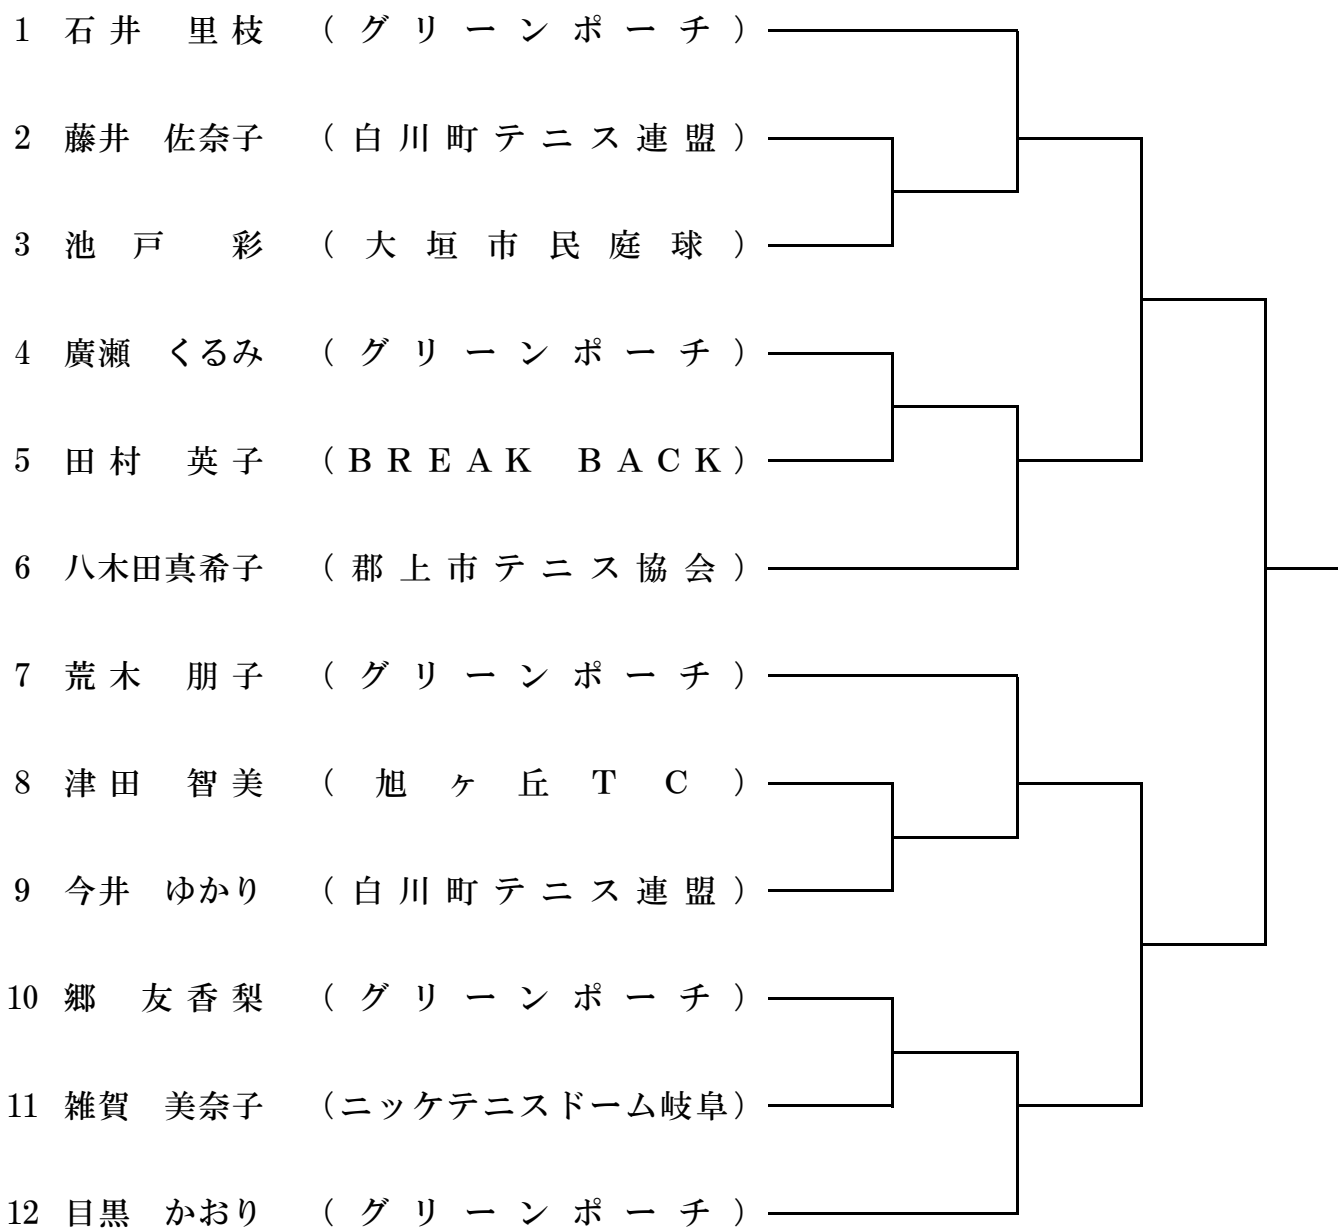 1 石井 里枝 (グリーンポーチ)
2 藤井 佐奈子 (白川町テニス連盟)
3 池戸 彩 (大垣市民庭球)
4 廣瀬 くるみ (グリーンポーチ)
5 田村 英子 (BREAK BACK)
6 八木田真希子 (郡上市テニス協会)
7 荒木 朋子 (グリーンポーチ)
8 津田 智美 (旭ヶ丘TC)
9 今井 ゆかり (白川町テニス連盟)
10 郷 友香梨 (グリーンポーチ)
11 雑賀 美奈子 (ニッケテニスドーム岐阜)
12 目黒 かおり (グリーンポーチ)